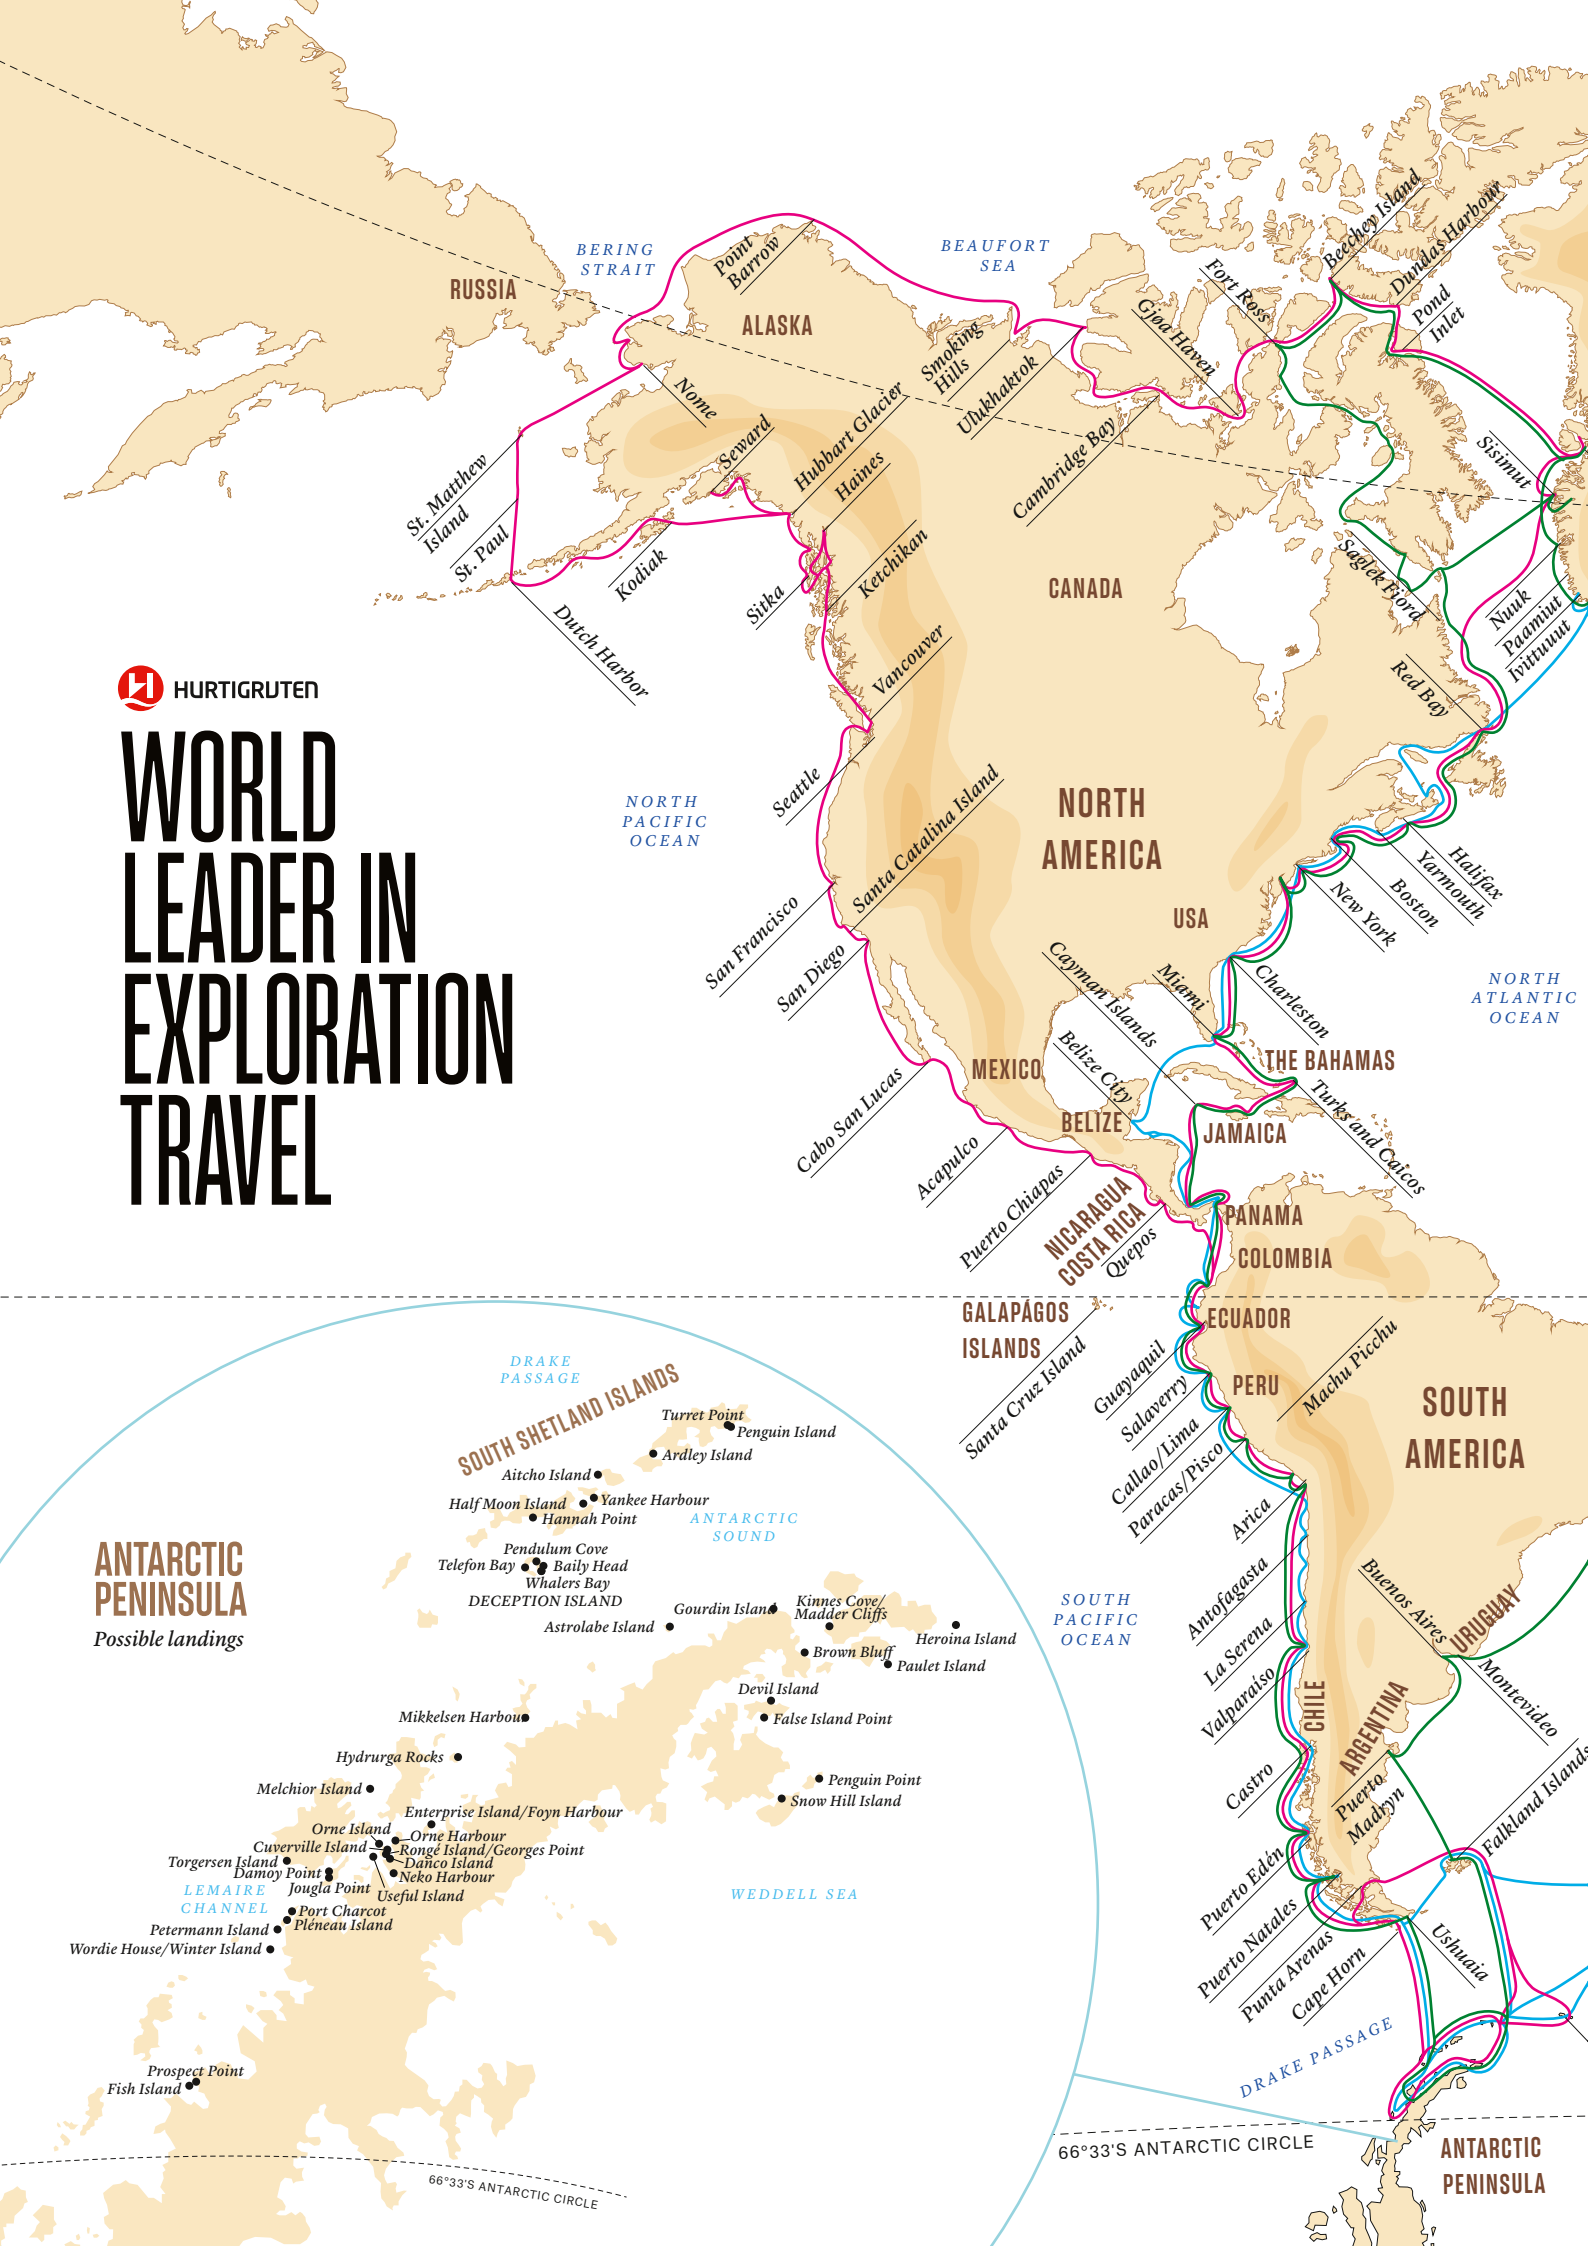 BERING
STRAIT
BEAUFORT
SEA
RUSSIA
ALASKA
Point
Barrow
Beechey Island
Dundas Harbour
Pond
Inlet
Fort Ross
Gjøa Haven
Smoking
Hills
Ulukhaktok
Cambridge Bay
Nome
Seward
Hubbart Glacier
Haines
Ketchikan
St. Matthew
Island
St. Paul
Kodiak
Sitka
Dutch Harbor
Vancouver
CANADA
Sisimut
Saglek Fiord
Nuuk
Paamiut
Ivittuut
Red Bay
HURTIGRUTEN
WORLD
LEADER IN
EXPLORATION
TRAVEL
NORTH
PACIFIC
OCEAN
Seattle
Santa Catalina Island
San Francisco
San Diego
NORTH
AMERICA
USA
Halifax
Yarmouth
Boston
New York
Charleston
NORTH
ATLANTIC
OCEAN
Cayman Islands
Miami
Belize City
MEXICO
BELIZE
THE BAHAMAS
Turks and Caicos
JAMAICA
Cabo San Lucas
Acapulco
Puerto Chiapas
NICARAGUA
COSTA RICA
Quepos
PANAMA
COLOMBIA
GALAPÁGOS
ISLANDS
Santa Cruz Island
ECUADOR
Guayaquil
Salaverry
Callao/Lima
Paracas/Pisco
PERU
Machu Picchu
SOUTH
AMERICA
Arica
Antofagasta
La Serena
Valparaíso
SOUTH
PACIFIC
OCEAN
Buenos Aires
URUGUAY
Montevideo
CHILE
ARGENTINA
Puerto
Madryn
Falkland Islands
Castro
Puerto Edén
Puerto Natales
Punta Arenas
Cape Horn
Ushuaia
DRAKE PASSAGE
66°33'S ANTARCTIC CIRCLE
ANTARCTIC
PENINSULA
ANTARCTIC
PENINSULA
Possible landings
DRAKE
PASSAGE
SOUTH SHETLAND ISLANDS
Turret Point
Penguin Island
Ardley Island
Aitcho Island
Half Moon Island
Yankee Harbour
Hannah Point
ANTARCTIC
SOUND
Pendulum Cove
Telefon Bay
Baily Head
Whalers Bay
DECEPTION ISLAND
Gourdin Island
Astrolabe Island
Kinnes Cove/
Madder Cliffs
Heroina Island
Brown Bluff
Paulet Island
Devil Island
False Island Point
Mikkelsen Harbour
Hydrurga Rocks
Melchior Island
Penguin Point
Snow Hill Island
Enterprise Island/Foyn Harbour
Orne Island
Orne Harbour
Cuverville Island
Rongé Island/Georges Point
Torgersen Island
Danco Island
Damoy Point
Neko Harbour
Jougla Point
Useful Island
LEMAIRE
CHANNEL
Port Charcot
Pléneau Island
Petermann Island
Wordie House/Winter Island
WEDDELL SEA
Prospect Point
Fish Island
66°33'S ANTARCTIC CIRCLE